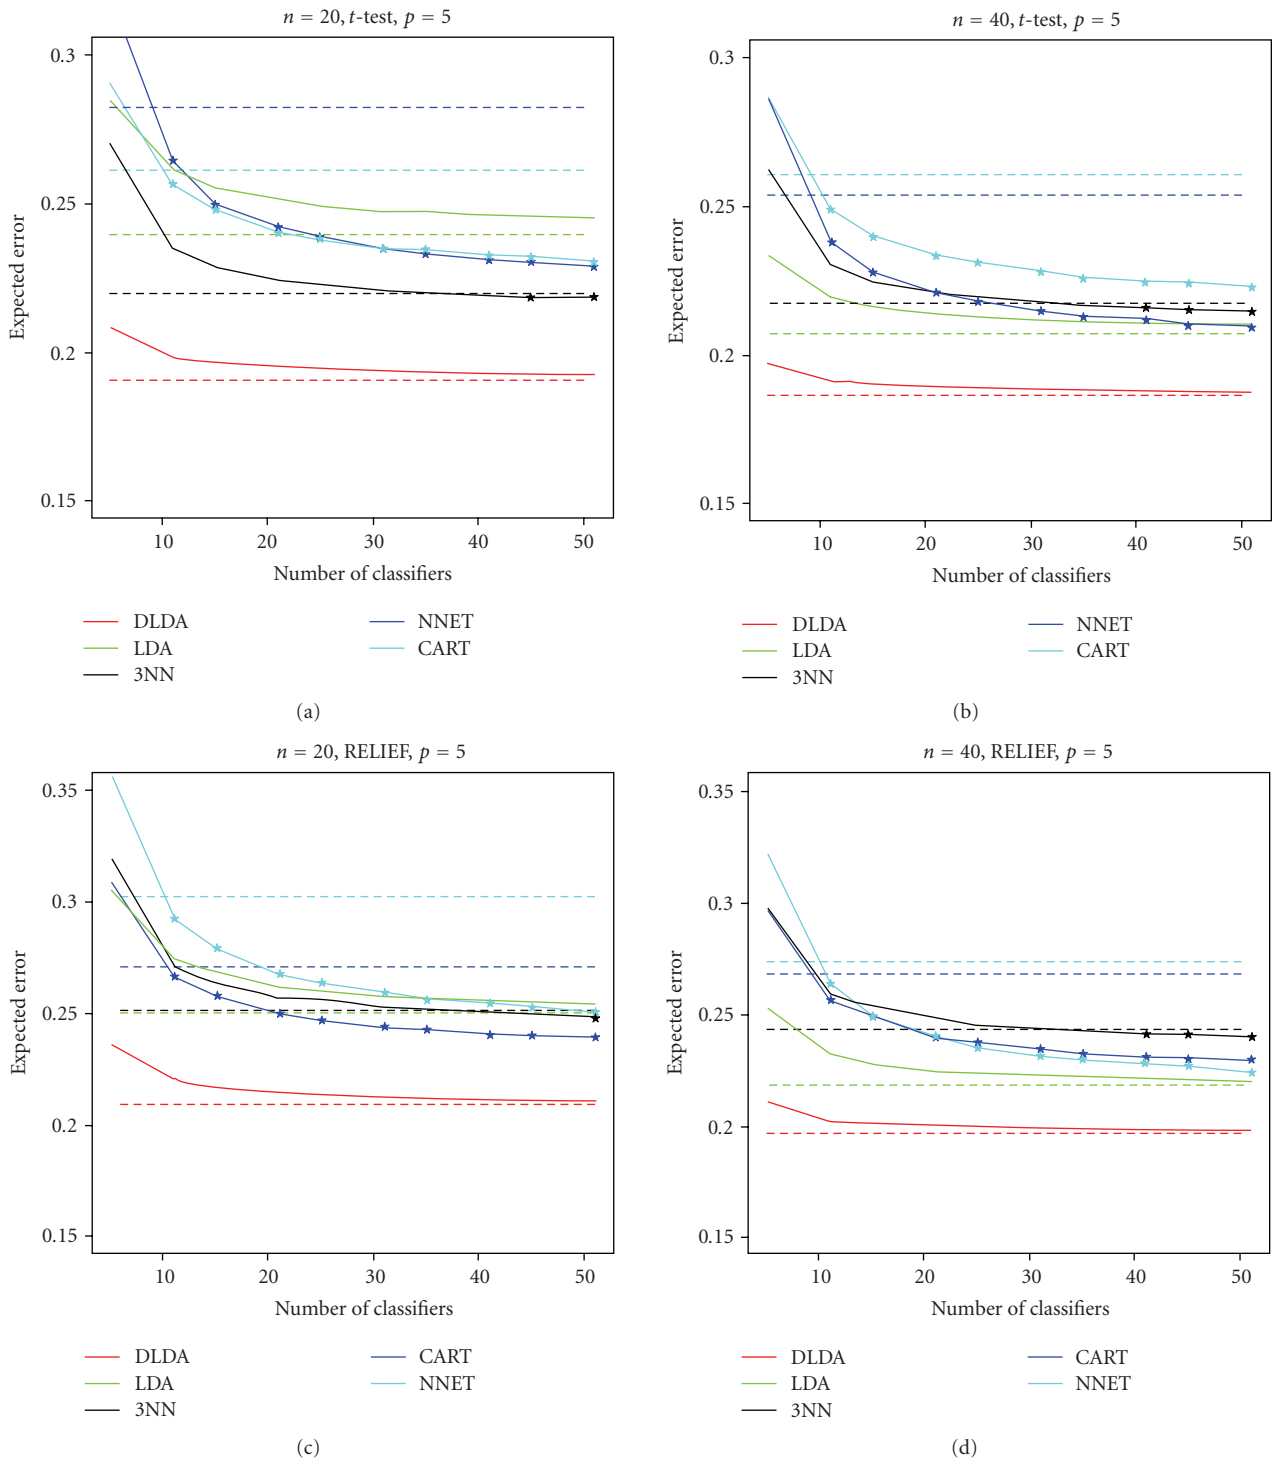 n = 20, t-test, p = 5
0.3
0.25
0.2
0.15
Expected error
10 20 30 40 50
Number of classifiers
DLDA
LDA
3NN
NNET
CART
(a)
n = 40, t-test, p = 5
0.3
0.25
0.2
0.15
Expected error
10 20 30 40 50
Number of classifiers
DLDA
LDA
3NN
NNET
CART
(b)
n = 20, RELIEF, p = 5
0.35
0.3
0.25
0.2
0.15
Expected error
10 20 30 40 50
Number of classifiers
DLDA
LDA
3NN
CART
NNET
(c)
n = 40, RELIEF, p = 5
0.35
0.3
0.25
0.2
0.15
Expected error
10 20 30 40 50
Number of classifiers
DLDA
LDA
3NN
CART
NNET
(d)